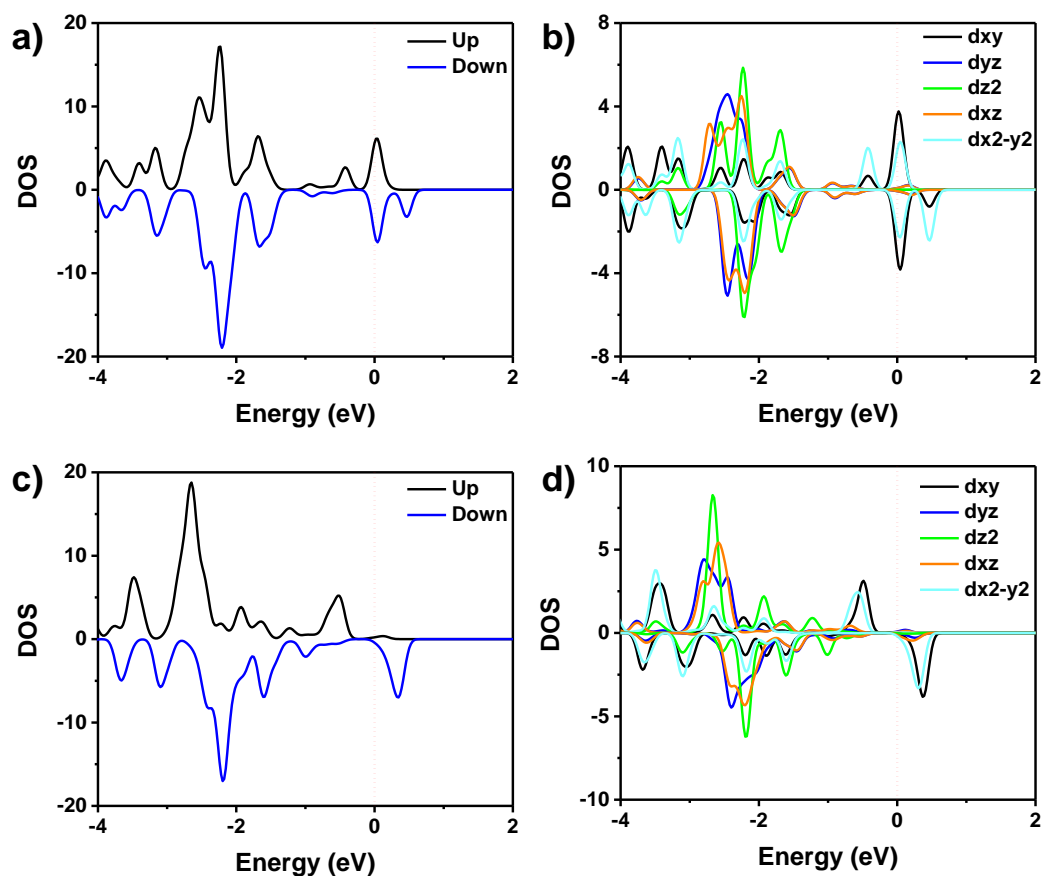 a)
20
10
0
-10
-20
DOS
Up
Down
-4
-2
0
2
Energy (eV)
b)
8
4
0
-4
-8
DOS
dxy
dyz
dz2
dxz
dx2-y2
-4
-2
0
2
Energy (eV)
c)
20
10
0
-10
-20
DOS
Up
Down
-4
-2
0
2
Energy (eV)
d)
10
5
0
-5
-10
DOS
dxy
dyz
dz2
dxz
dx2-y2
-4
-2
0
2
Energy (eV)